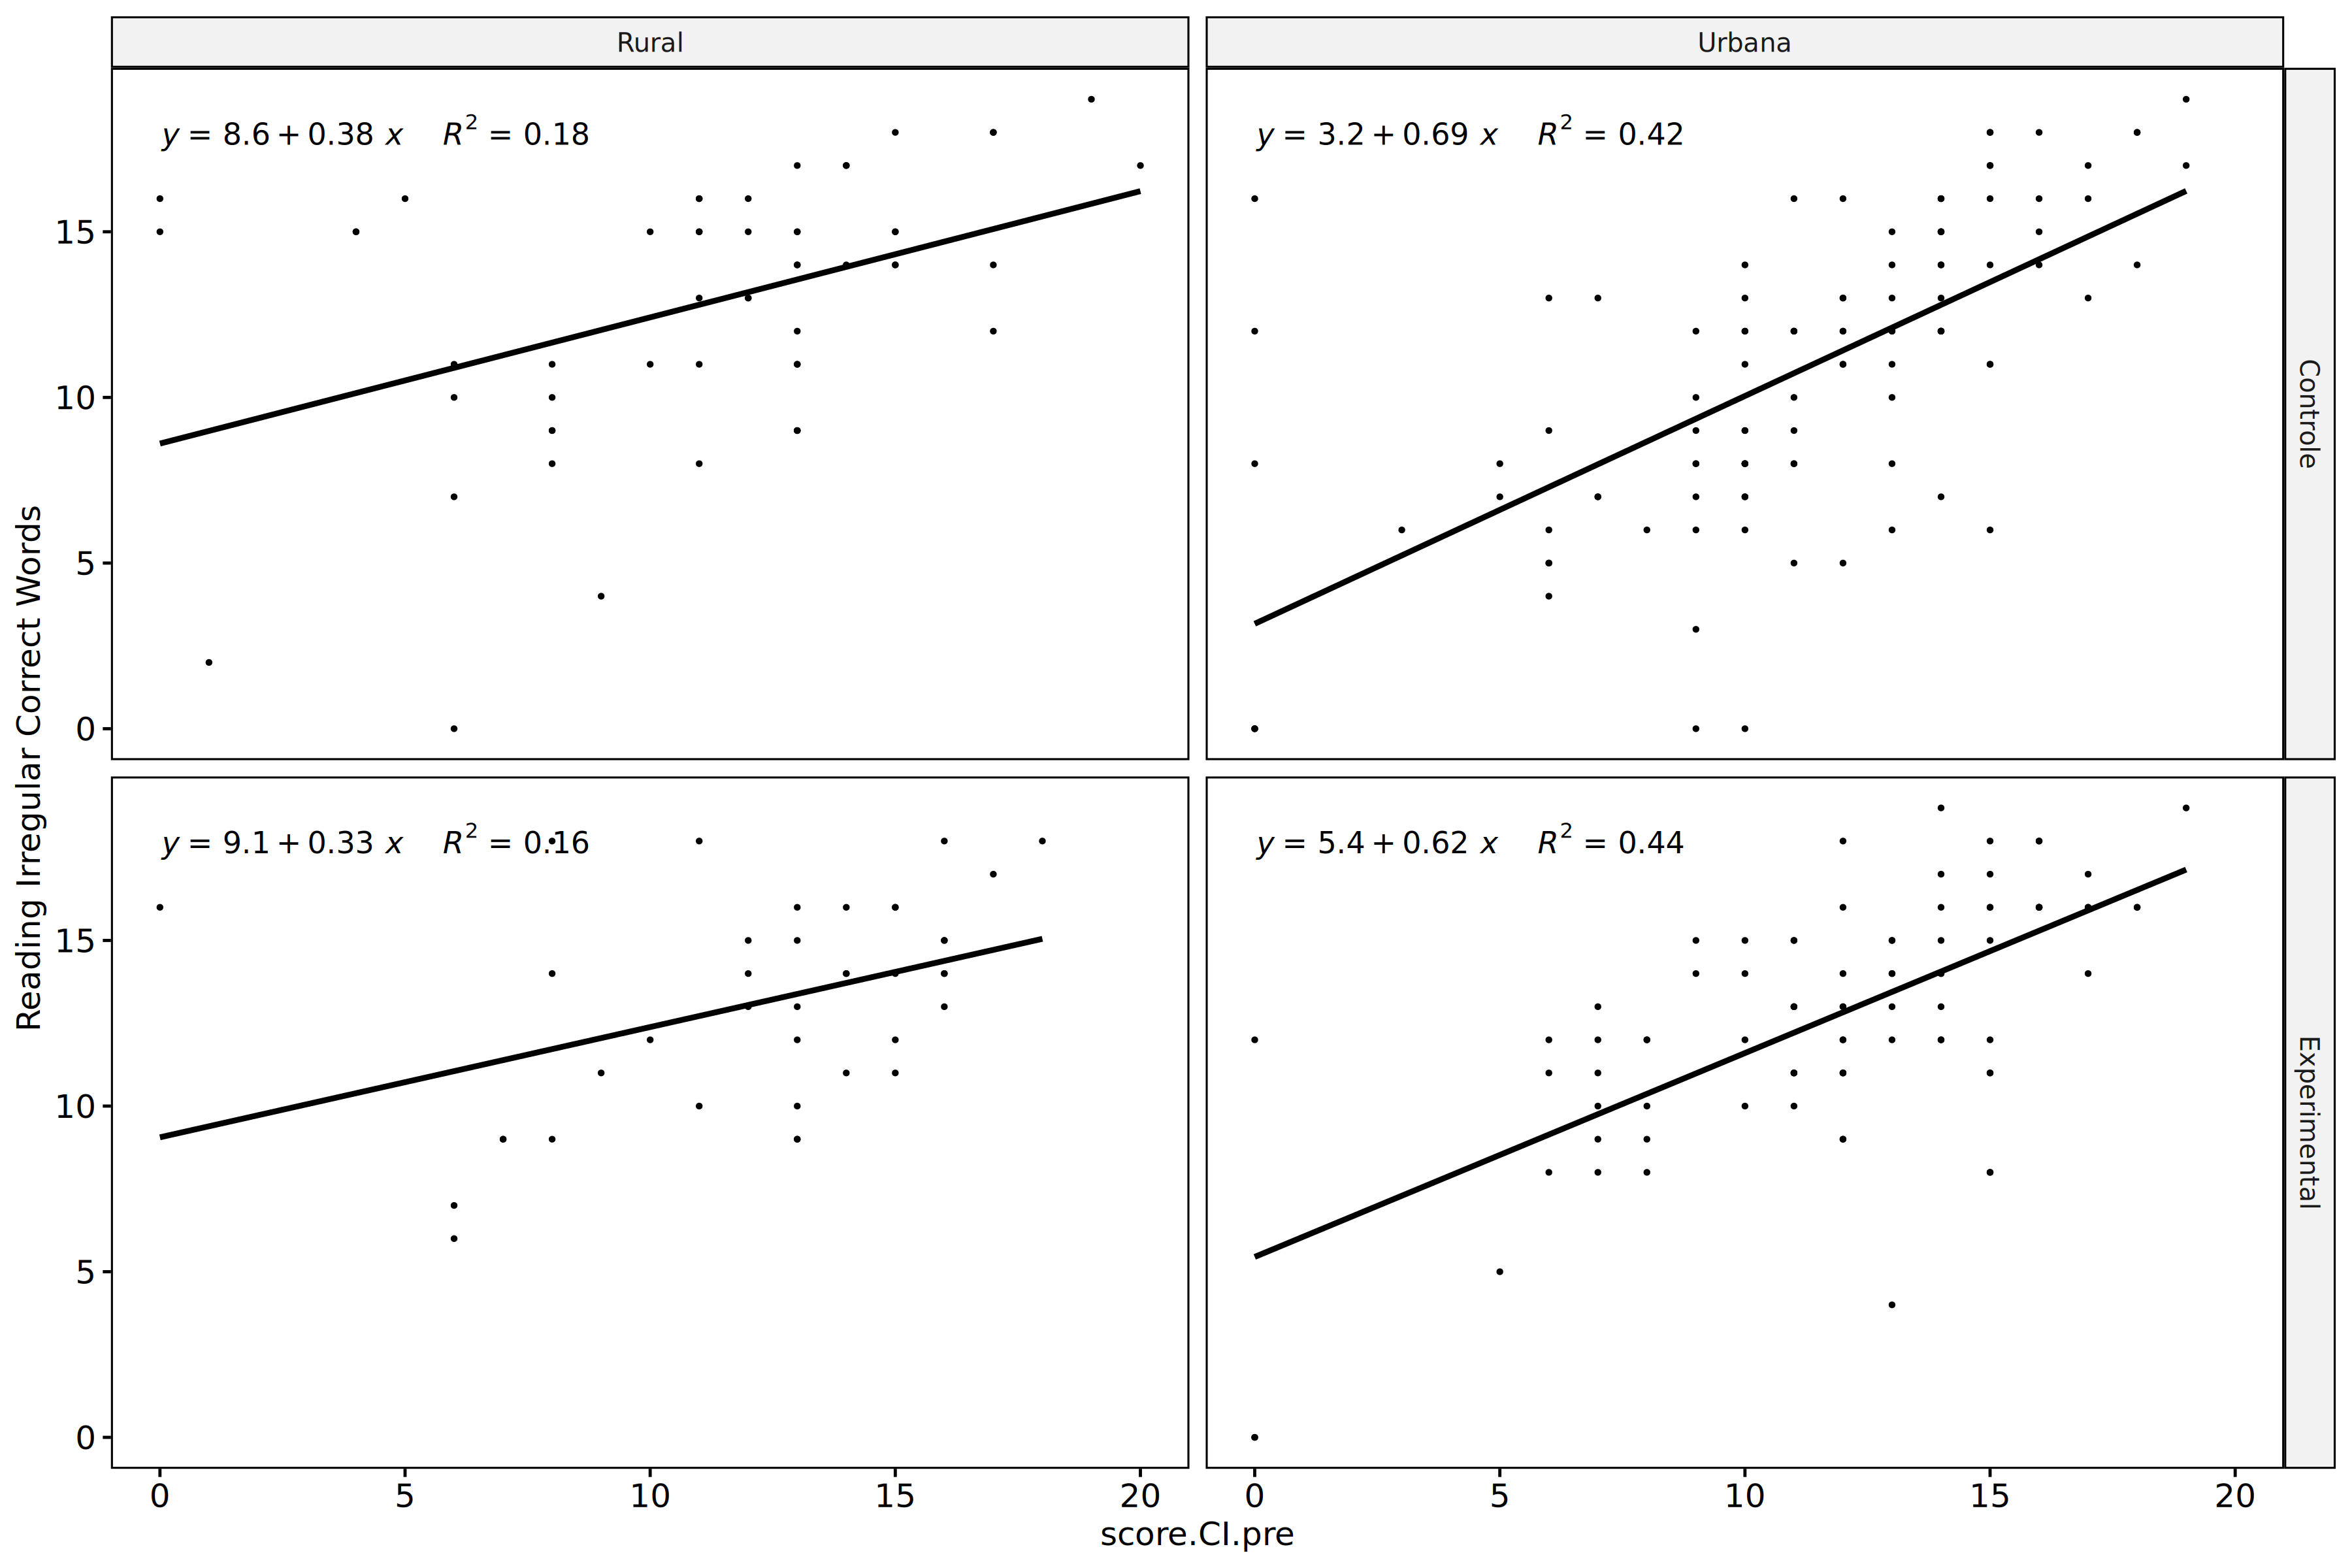 Rural
Urbana
y = 8.6 + 0.38 x R² = 0.18
y = 3.2 + 0.69 x R² = 0.42
15
10
5
0
Controle
Reading Irregular Correct Words
y = 9.1 + 0.33 x R² = 0.16
y = 5.4 + 0.62 x R² = 0.44
15
10
5
0
Experimental
0 5 10 15 20
0 5 10 15 20
score.CI.pre